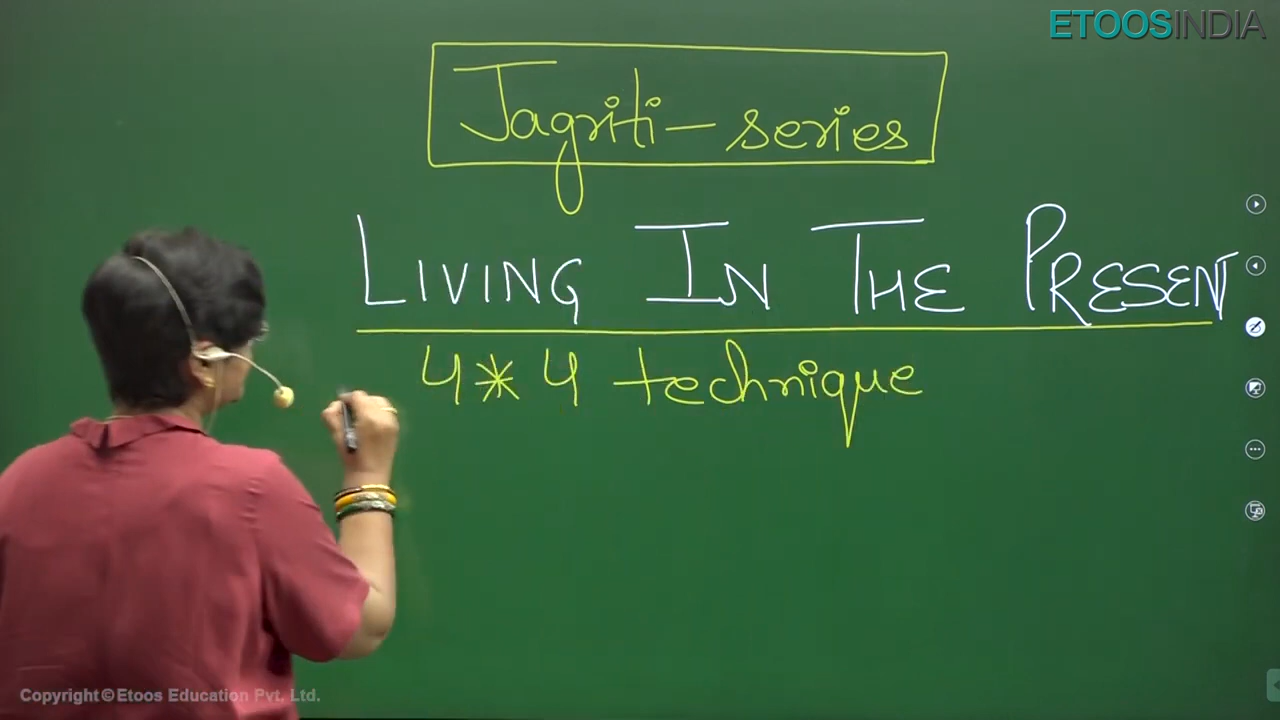 ETOOSINDIA
Jagriti - series
LIVING IN THE PRESENT
4*4 technique
Copyright © Etoos Education Pvt. Ltd.